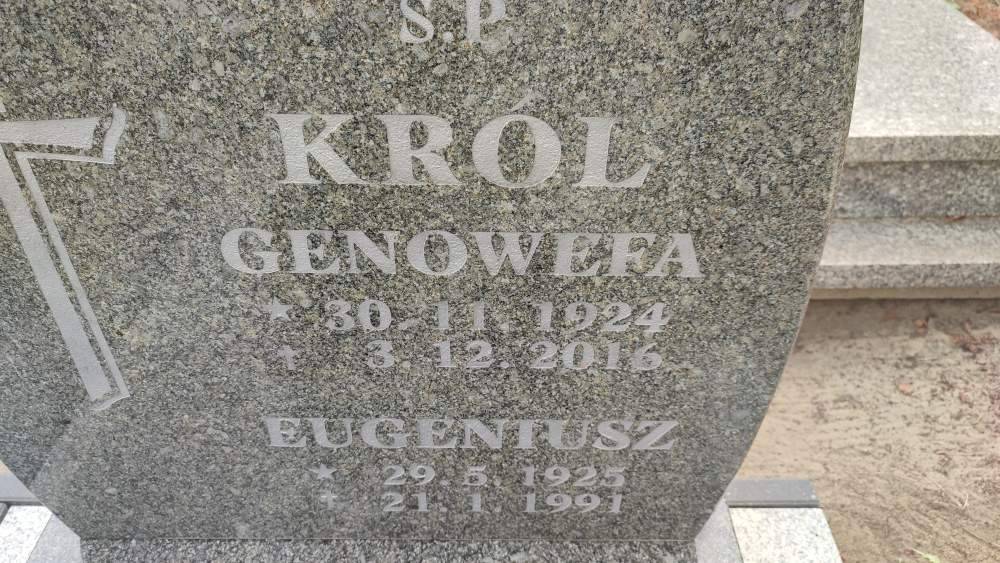 Ś.P.
KRÓL
GENOWEFA
★ 30. 11. 1924
✝ 3. 12. 2016
EUGENIUSZ
★ 29. 5. 1925
✝ 21. 1. 1991